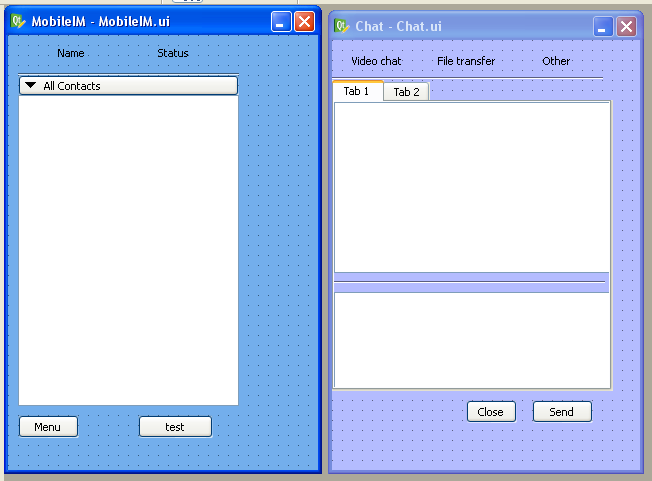 MobileIM - MobileIM.ui
Name Status
All Contacts
Menu test
Chat - Chat.ui
Video chat File transfer Other
Tab 1 Tab 2
Close Send